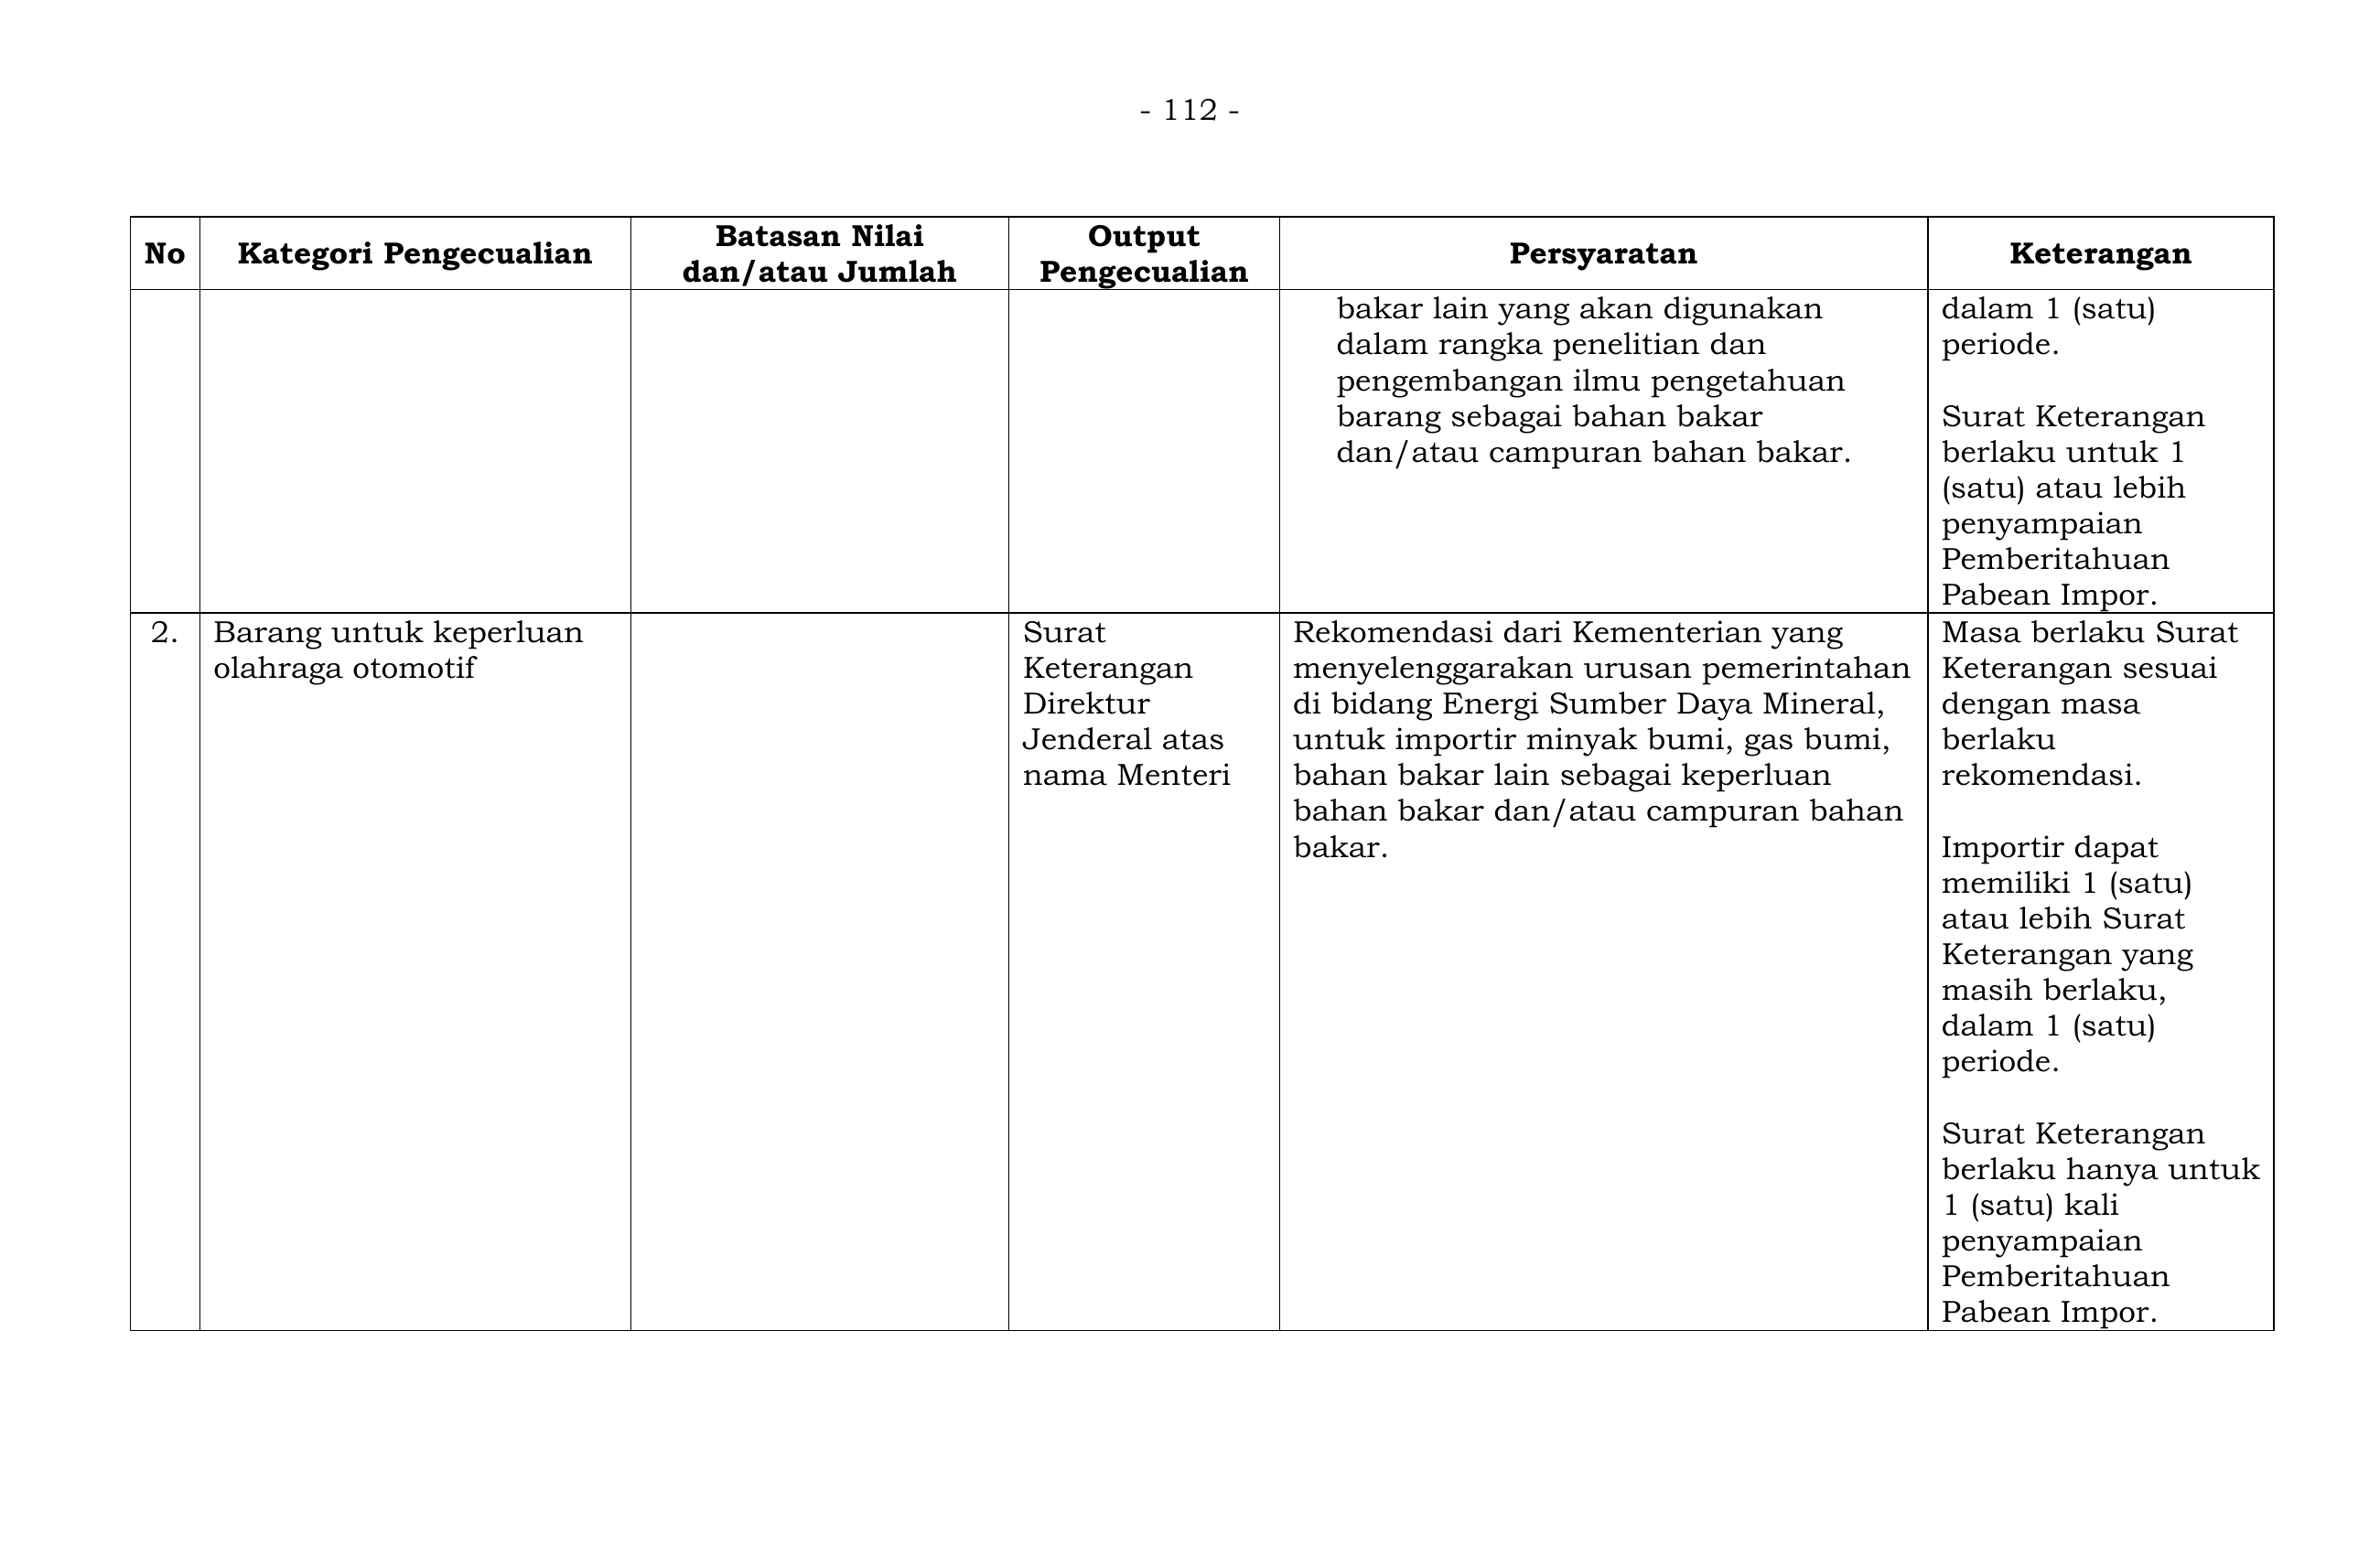 - 112 -
No
Kategori Pengecualian
Batasan Nilai
dan/atau Jumlah
Output
Pengecualian
Persyaratan
Keterangan
bakar lain yang akan digunakan
dalam rangka penelitian dan
pengembangan ilmu pengetahuan
barang sebagai bahan bakar
dan/atau campuran bahan bakar.
dalam 1 (satu)
periode.
Surat Keterangan
berlaku untuk 1
(satu) atau lebih
penyampaian
Pemberitahuan
Pabean Impor.
2.
Barang untuk keperluan
olahraga otomotif
Surat
Keterangan
Direktur
Jenderal atas
nama Menteri
Rekomendasi dari Kementerian yang
menyelenggarakan urusan pemerintahan
di bidang Energi Sumber Daya Mineral,
untuk importir minyak bumi, gas bumi,
bahan bakar lain sebagai keperluan
bahan bakar dan/atau campuran bahan
bakar.
Masa berlaku Surat
Keterangan sesuai
dengan masa
berlaku
rekomendasi.
Importir dapat
memiliki 1 (satu)
atau lebih Surat
Keterangan yang
masih berlaku,
dalam 1 (satu)
periode.
Surat Keterangan
berlaku hanya untuk
1 (satu) kali
penyampaian
Pemberitahuan
Pabean Impor.